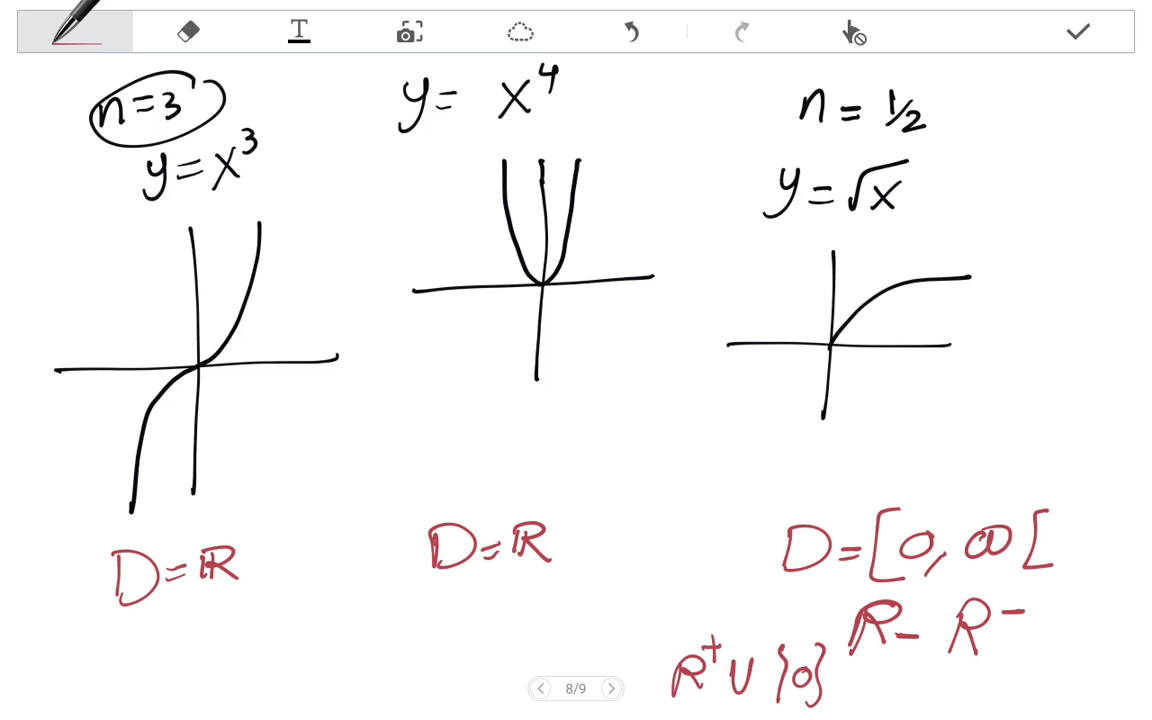 n=3
y=x³
D=ℝ
y= x⁴
D=ℝ
n = ½
y=√x
D=[0, ∞[
R- R⁻
R⁺ ∪ {0}
T
8/9